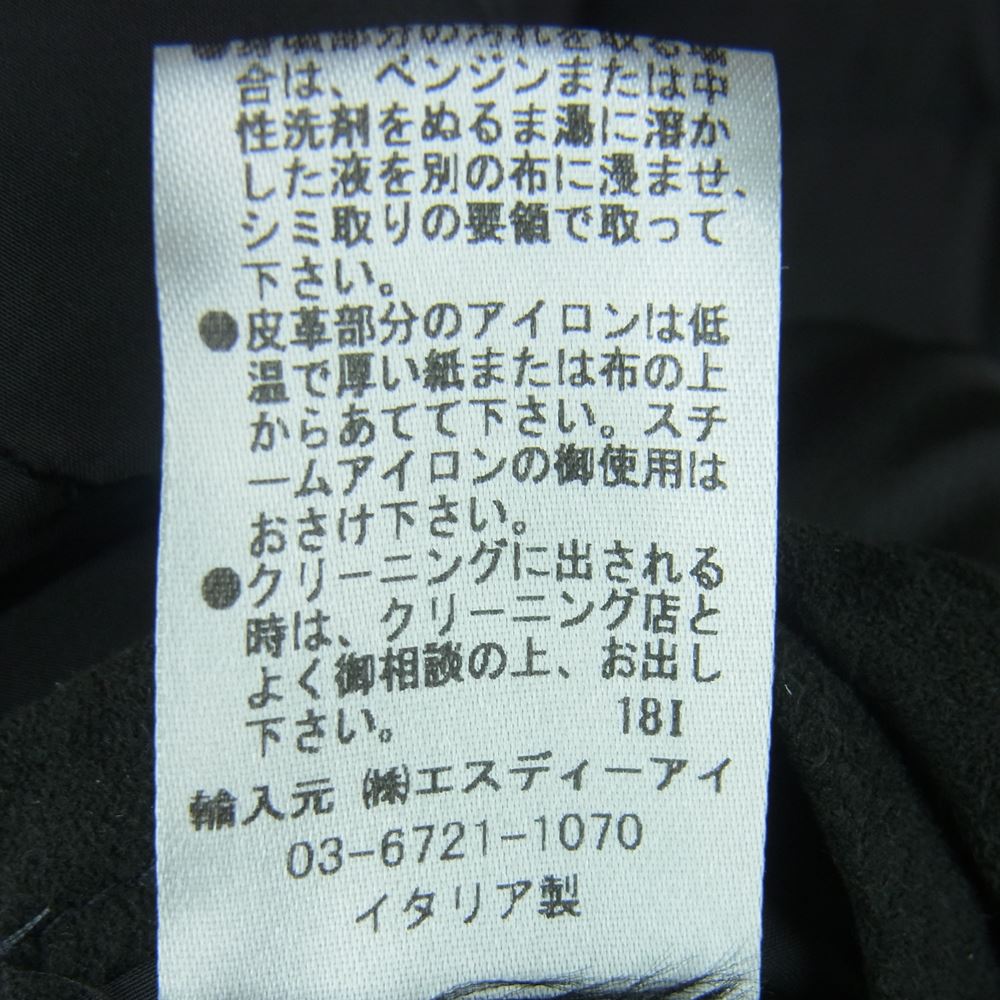 合は、ベンジンまたは中
性洗剤をぬるま湯に溶か
した液を別の布に浸ませ、
シミ取りの要領で取って
下さい。
●皮革部分のアイロンは低
温で厚い紙または布の上
からあてて下さい。スチ
ームアイロンの御使用は
おさけ下さい。
●クリーニングに出される
時は、クリーニング店と
よく御相談の上、お出し
下さい。 18I
輸入元 ㈱エスディーアイ
03-6721-1070
イタリア製